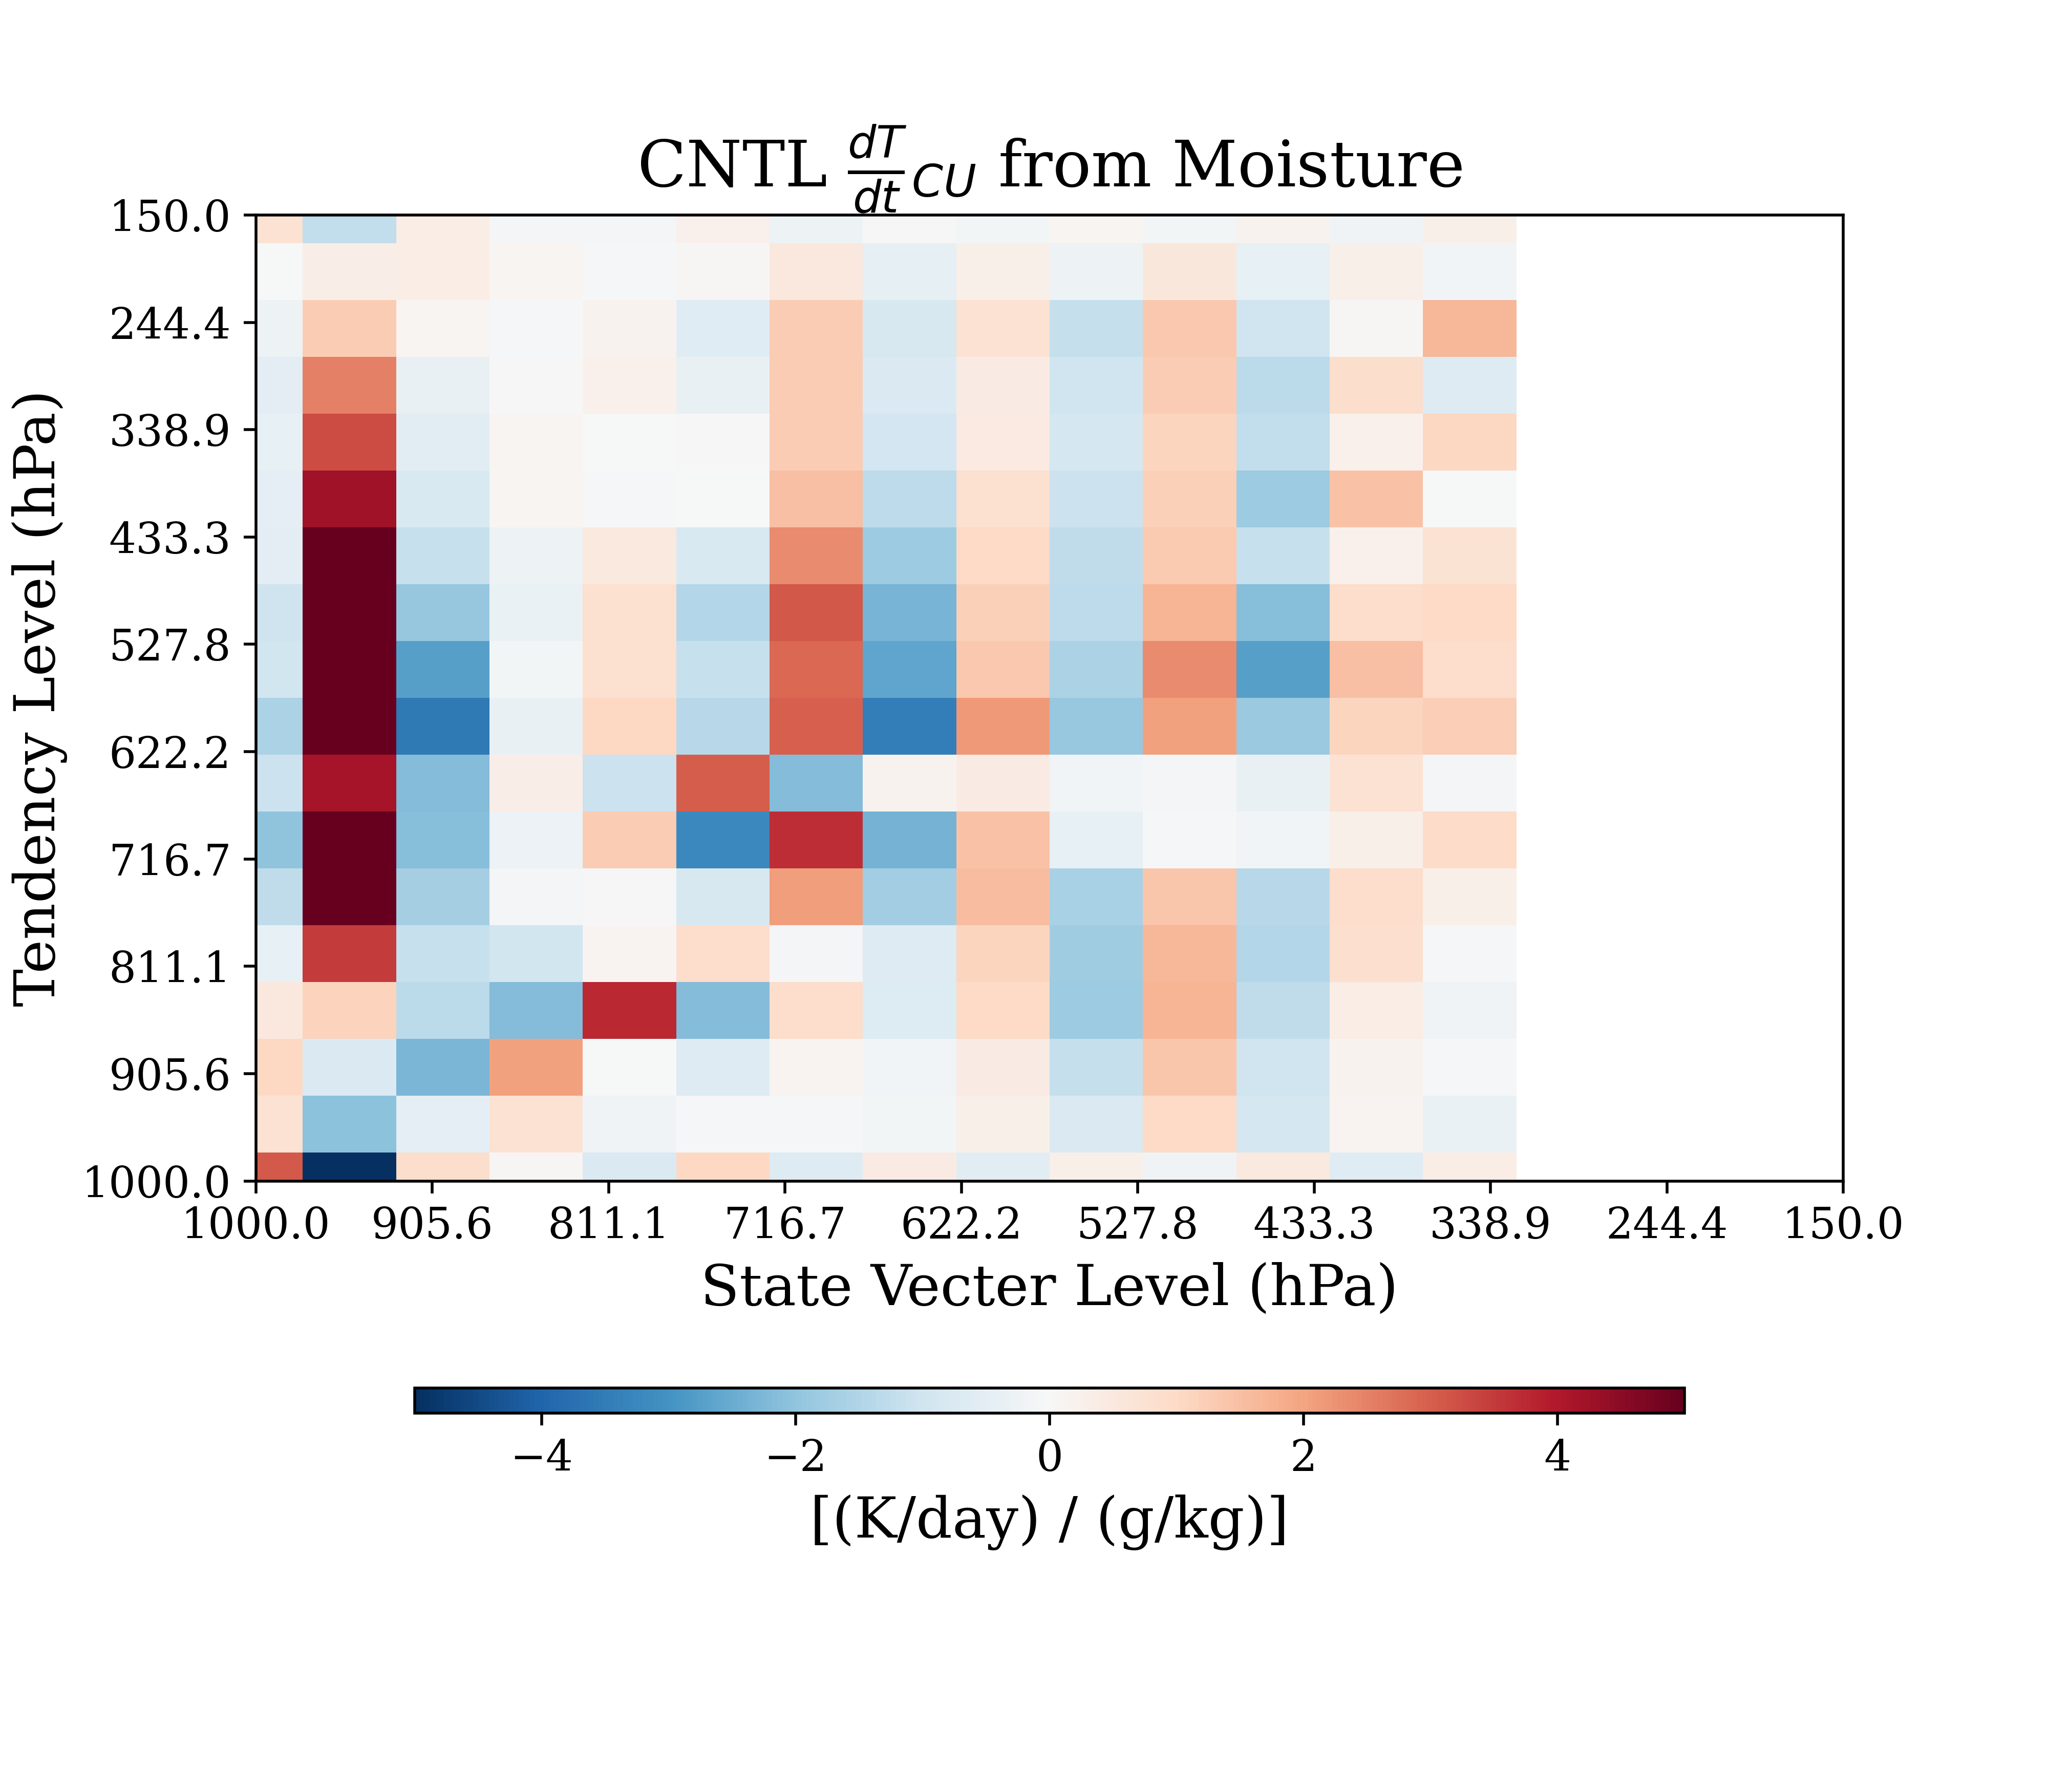 CNTL dT/dt CU from Moisture
150.0
244.4
338.9
433.3
527.8
622.2
716.7
811.1
905.6
1000.0
Tendency Level (hPa)
1000.0 905.6 811.1 716.7 622.2 527.8 433.3 338.9 244.4 150.0
State Vecter Level (hPa)
−4 −2 0 2 4
[(K/day) / (g/kg)]